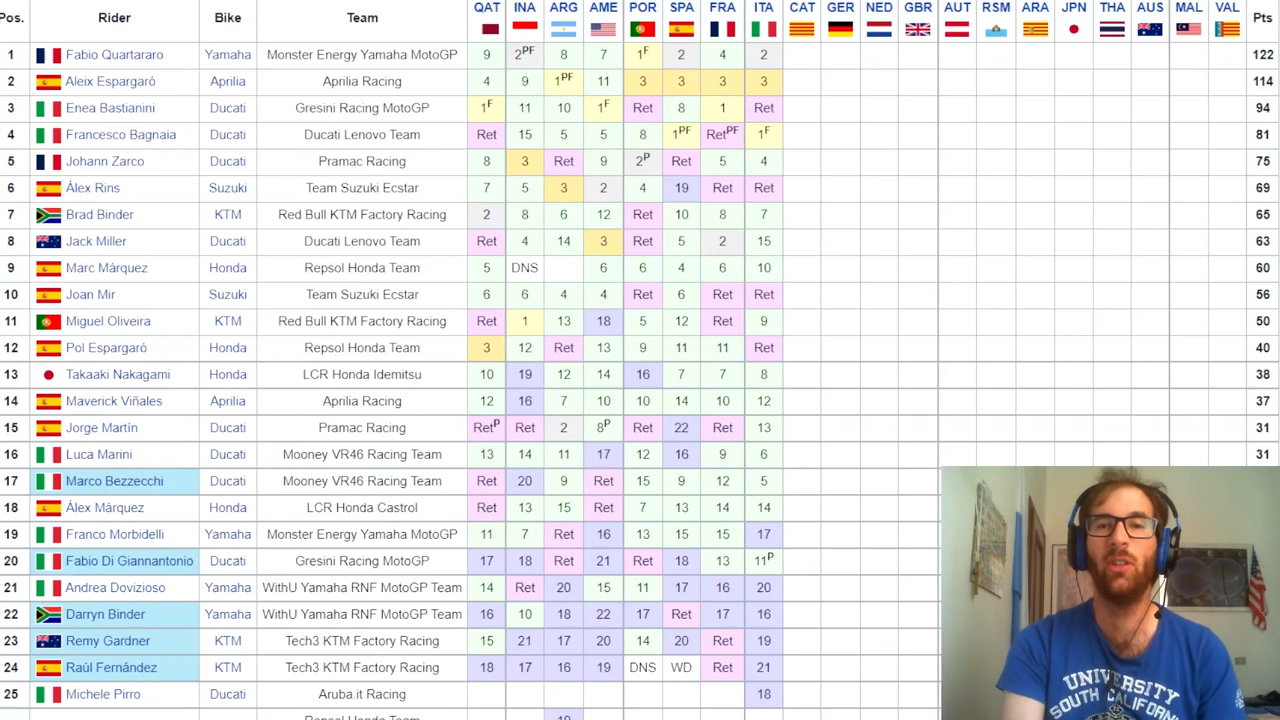 Pos. Rider Bike Team QAT INA ARG AME POR SPA FRA ITA CAT GER NED GBR AUT RSM ARA JPN THA AUS MAL VAL Pts
1 Fabio Quartararo Yamaha Monster Energy Yamaha MotoGP 9 2PF 8 7 1F 2 4 2 122
2 Aleix Espargaró Aprilia Aprilia Racing 4 9 1PF 11 3 3 3 3 114
3 Enea Bastianini Ducati Gresini Racing MotoGP 1F 11 10 1F Ret 8 1 Ret 94
4 Francesco Bagnaia Ducati Ducati Lenovo Team Ret 15 5 5 8 1PF RetPF 1F 81
5 Johann Zarco Ducati Pramac Racing 8 3 Ret 9 2P Ret 5 4 75
6 Álex Rins Suzuki Team Suzuki Ecstar 7 5 3 2 4 19 Ret Ret 69
7 Brad Binder KTM Red Bull KTM Factory Racing 2 8 6 12 Ret 10 8 7 65
8 Jack Miller Ducati Ducati Lenovo Team Ret 4 14 3 Ret 5 2 15 63
9 Marc Márquez Honda Repsol Honda Team 5 DNS 6 6 4 6 10 60
10 Joan Mir Suzuki Team Suzuki Ecstar 6 6 4 4 Ret 6 Ret Ret 56
11 Miguel Oliveira KTM Red Bull KTM Factory Racing Ret 1 13 18 5 12 Ret 9 50
12 Pol Espargaró Honda Repsol Honda Team 3 12 Ret 13 9 11 11 Ret 40
13 Takaaki Nakagami Honda LCR Honda Idemitsu 10 19 12 14 16 7 7 8 38
14 Maverick Viñales Aprilia Aprilia Racing 12 16 7 10 10 14 10 12 37
15 Jorge Martín Ducati Pramac Racing RetP Ret 2 8P Ret 22 Ret 13 31
16 Luca Marini Ducati Mooney VR46 Racing Team 13 14 11 17 12 16 9 6 31
17 Marco Bezzecchi Ducati Mooney VR46 Racing Team Ret 20 9 Ret 15 9 12 5
18 Álex Márquez Honda LCR Honda Castrol Ret 13 15 Ret 7 13 14 14
19 Franco Morbidelli Yamaha Monster Energy Yamaha MotoGP 11 7 Ret 16 13 15 15 17
20 Fabio Di Giannantonio Ducati Gresini Racing MotoGP 17 18 Ret 21 Ret 18 13 11P
21 Andrea Dovizioso Yamaha WithU Yamaha RNF MotoGP Team 14 Ret 20 15 11 17 16 20
22 Darryn Binder Yamaha WithU Yamaha RNF MotoGP Team 16 10 18 22 17 Ret 17 16
23 Remy Gardner KTM Tech3 KTM Factory Racing 15 21 17 20 14 20 Ret 19
24 Raúl Fernández KTM Tech3 KTM Factory Racing 18 17 16 19 DNS WD Ret 21
25 Michele Pirro Ducati Aruba.it Racing 18
Repsol Honda Team 19
UNIVERSITY
SOUTH CALIFORNIA